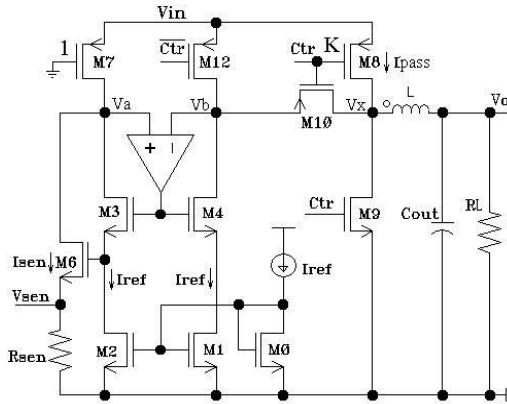 Vin
1
M7
Ctr
M12
Ctr
K
M8
Ipass
Va
Vb
M10
Vx
L
Vo
+
-
M3
M4
Ctr
M9
Cout
RL
Isen
M6
Iref
Iref
Iref
Vsen
Rsen
M2
M1
M0